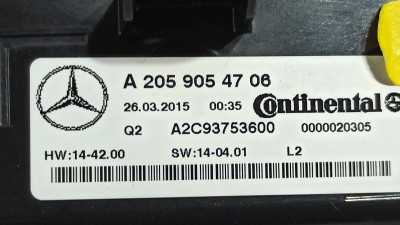 A 205 905 47 06
26.03.2015 00:35 Continental
Q2 A2C93753600 0000020305
HW:14-42.00 SW:14-04.01 L2